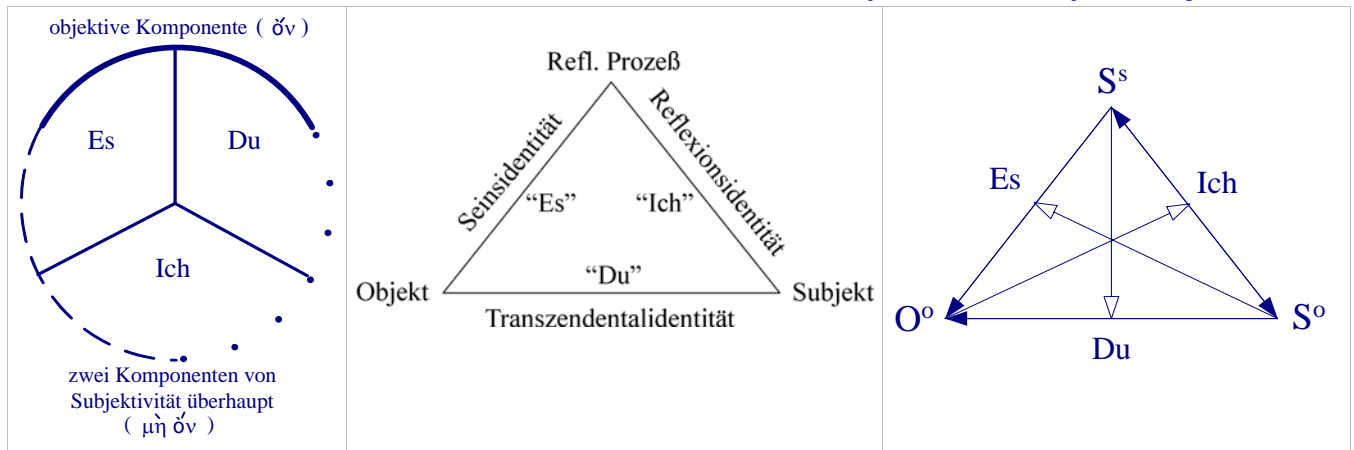 objektive Komponente ( ὄν )
Es
Du
Ich
zwei Komponenten von
Subjektivität überhaupt
( μὴ ὄν )
Refl. Prozeß
Seinsidentität
Reflexionsidentität
“Es”
“Ich”
“Du”
Objekt
Subjekt
Transzendentalidentität
Sˢ
Es
Ich
Oᵒ
Sᵒ
Du